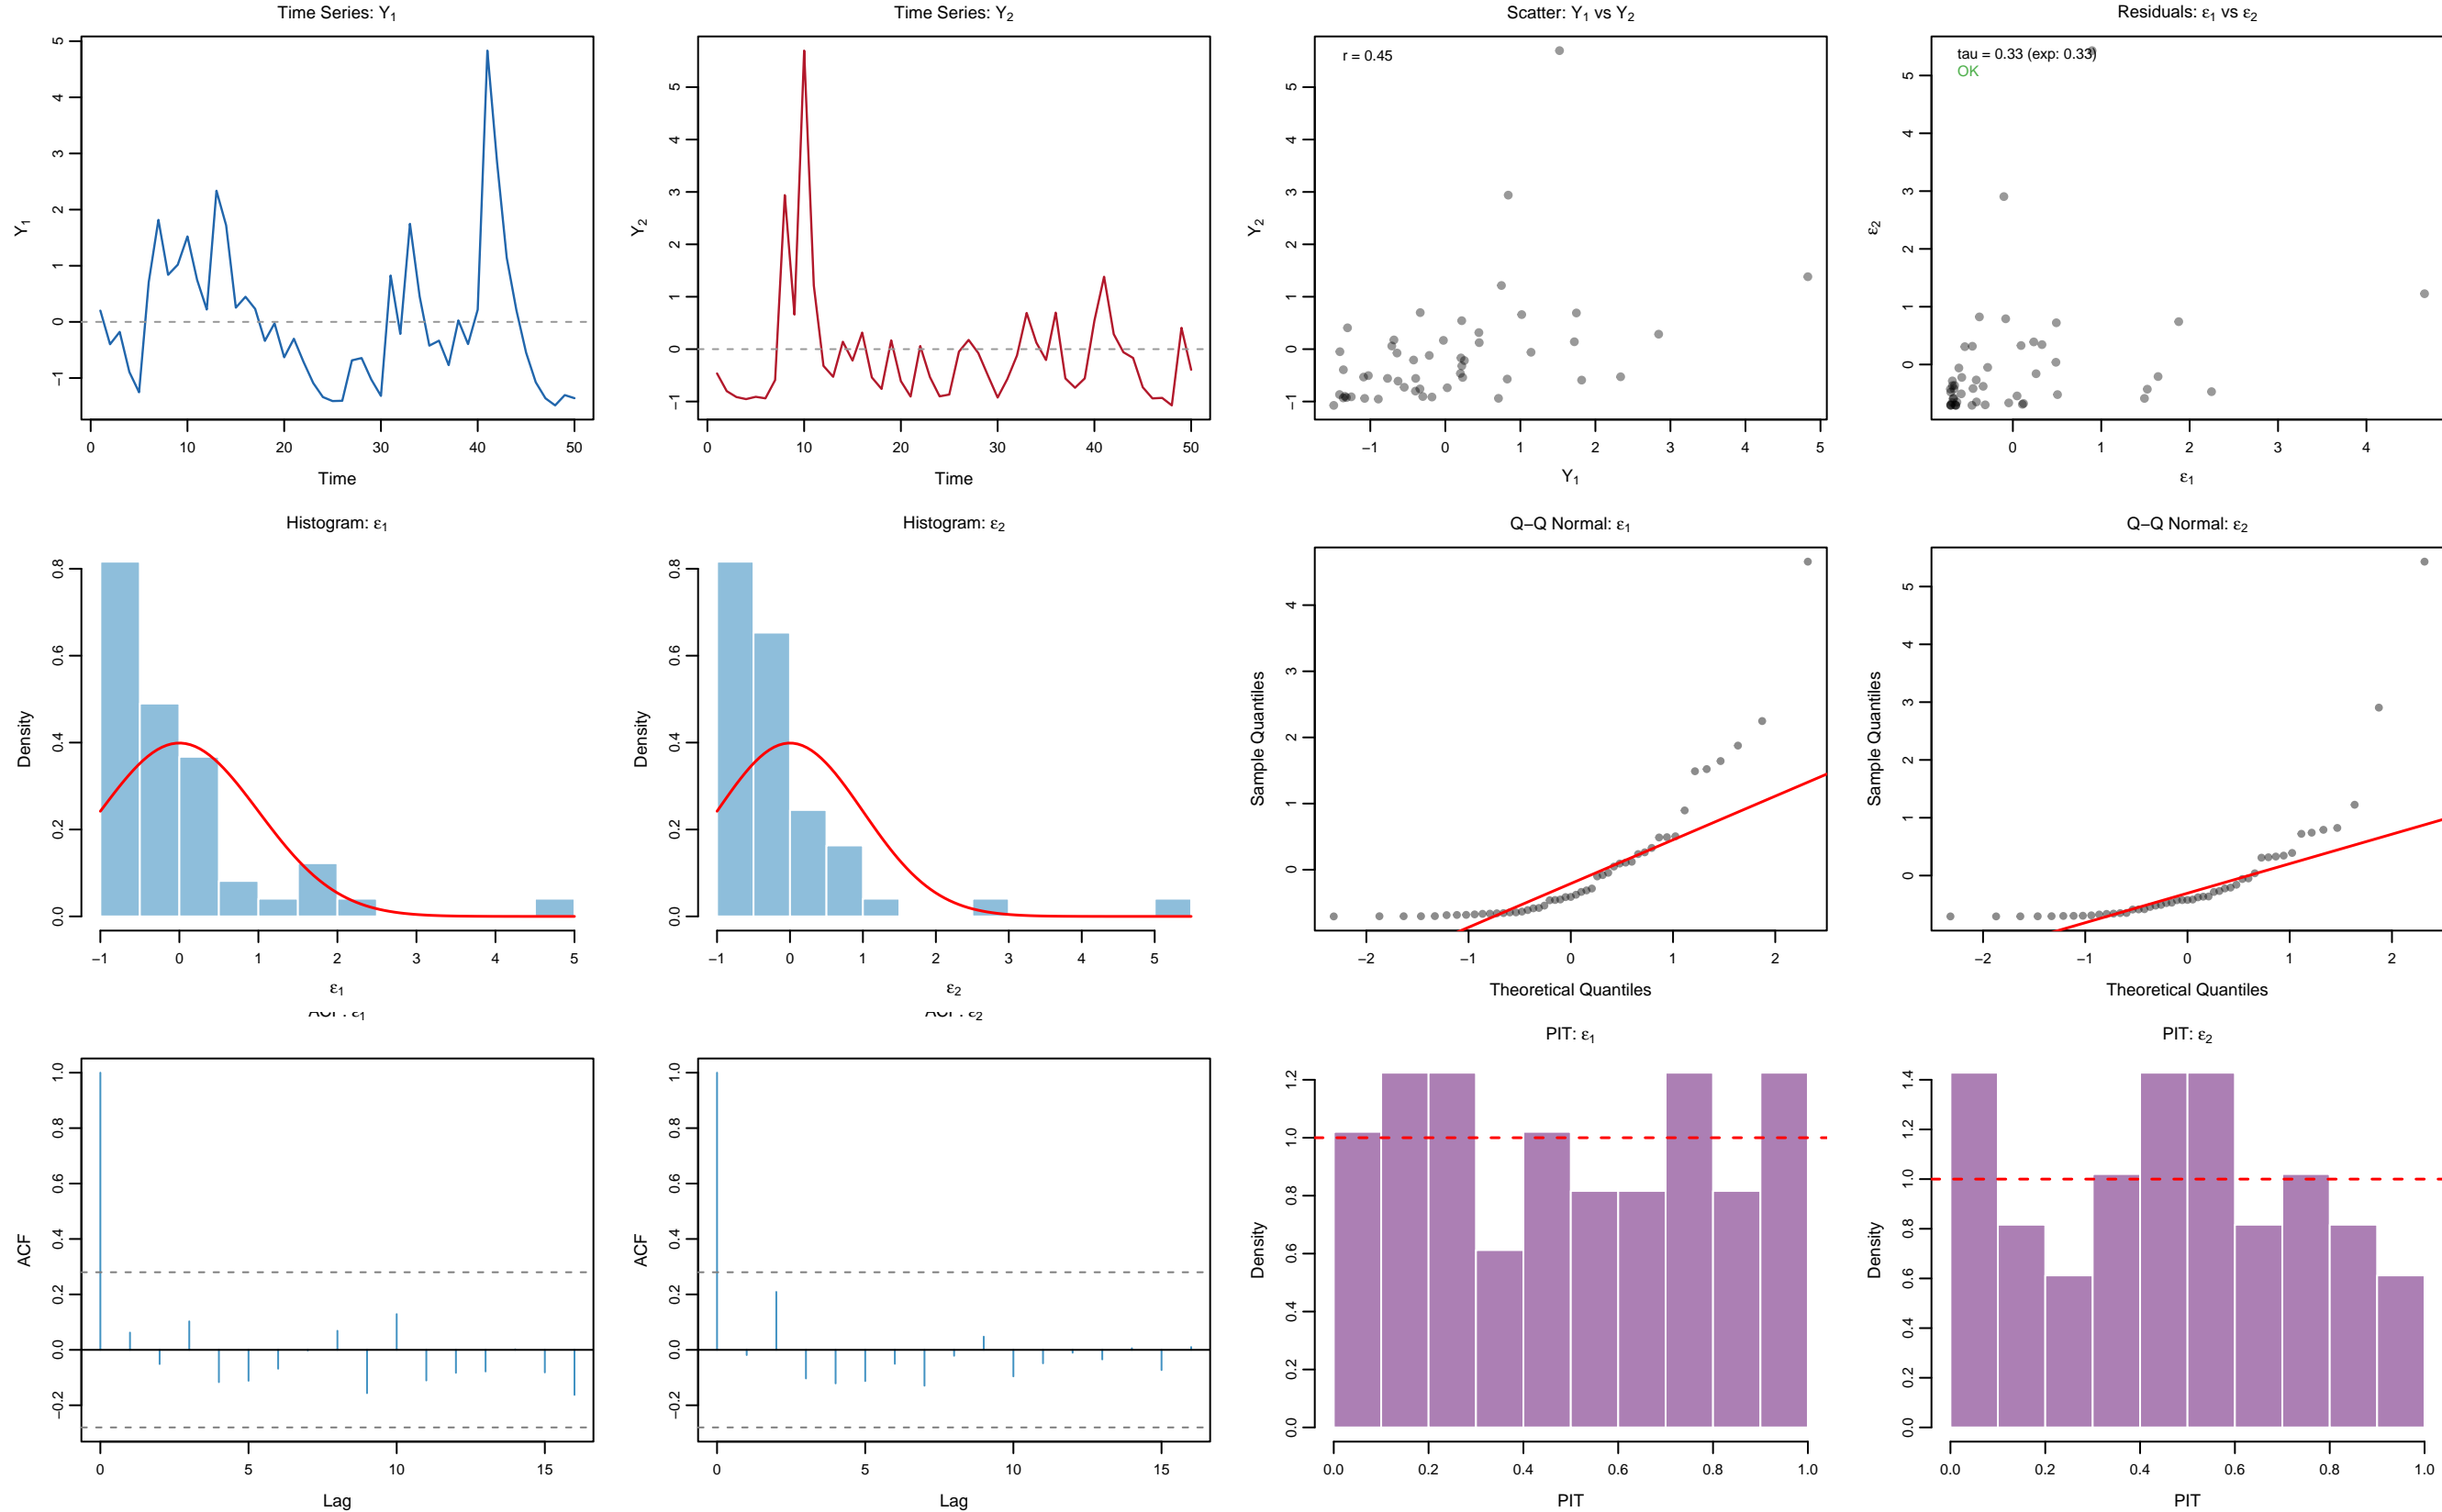 Time Series: Y₁
Y₁
−1 0 1 2 3 4 5
0 10 20 30 40 50
Time
Time Series: Y₂
Y₂
−1 0 1 2 3 4 5
0 10 20 30 40 50
Time
Scatter: Y₁ vs Y₂
r = 0.45
Y₂
−1 0 1 2 3 4 5
−1 0 1 2 3 4 5
Y₁
Residuals: ε₁ vs ε₂
tau = 0.33 (exp: 0.33)
OK
ε₂
0 1 2 3 4 5
0 1 2 3 4
ε₁
Histogram: ε₁
Density
0.0 0.2 0.4 0.6 0.8
−1 0 1 2 3 4 5
ε₁
Histogram: ε₂
Density
0.0 0.2 0.4 0.6 0.8
−1 0 1 2 3 4 5
ε₂
Q−Q Normal: ε₁
Sample Quantiles
0 1 2 3 4
−2 −1 0 1 2
Theoretical Quantiles
Q−Q Normal: ε₂
Sample Quantiles
0 1 2 3 4 5
−2 −1 0 1 2
Theoretical Quantiles
ACF: ε₁
ACF
−0.2 0.0 0.2 0.4 0.6 0.8 1.0
0 5 10 15
Lag
ACF: ε₂
ACF
−0.2 0.0 0.2 0.4 0.6 0.8 1.0
0 5 10 15
Lag
PIT: ε₁
Density
0.0 0.2 0.4 0.6 0.8 1.0 1.2
0.0 0.2 0.4 0.6 0.8 1.0
PIT
PIT: ε₂
Density
0.0 0.2 0.4 0.6 0.8 1.0 1.2 1.4
0.0 0.2 0.4 0.6 0.8 1.0
PIT